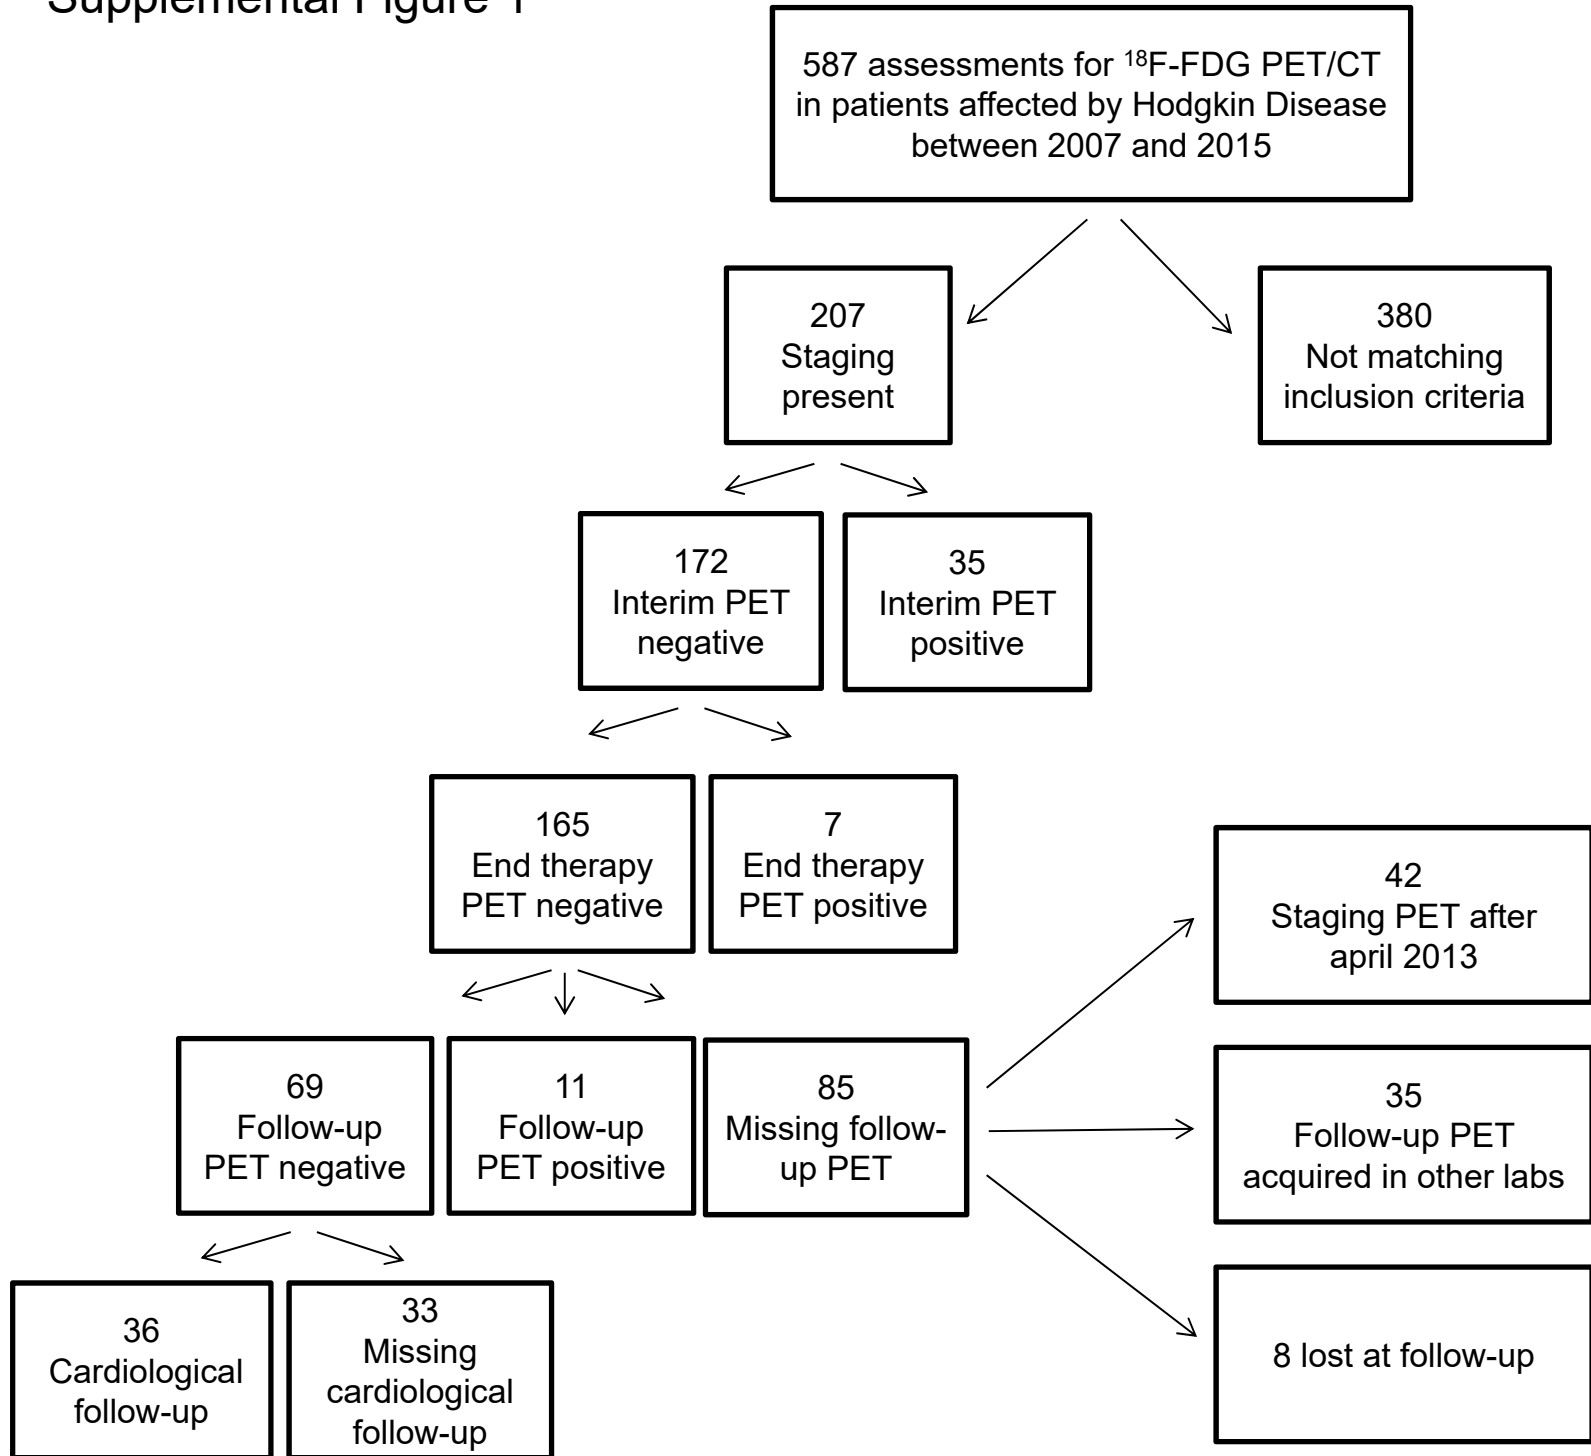 Supplemental Figure 1
587 assessments for ¹⁸F-FDG PET/CT
in patients affected by Hodgkin Disease
between 2007 and 2015
207
Staging
present
380
Not matching
inclusion criteria
172
Interim PET
negative
35
Interim PET
positive
165
End therapy
PET negative
7
End therapy
PET positive
42
Staging PET after
april 2013
69
Follow-up
PET negative
11
Follow-up
PET positive
85
Missing follow-
up PET
35
Follow-up PET
acquired in other labs
36
Cardiological
follow-up
33
Missing
cardiological
follow-up
8 lost at follow-up